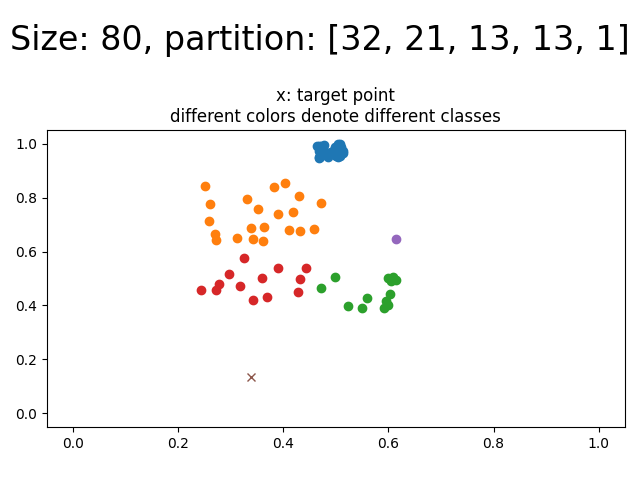 Size: 80, partition: [32, 21, 13, 13, 1]
x: target point
different colors denote different classes
1.0
0.8
0.6
0.4
0.2
0.0
0.0 0.2 0.4 0.6 0.8 1.0